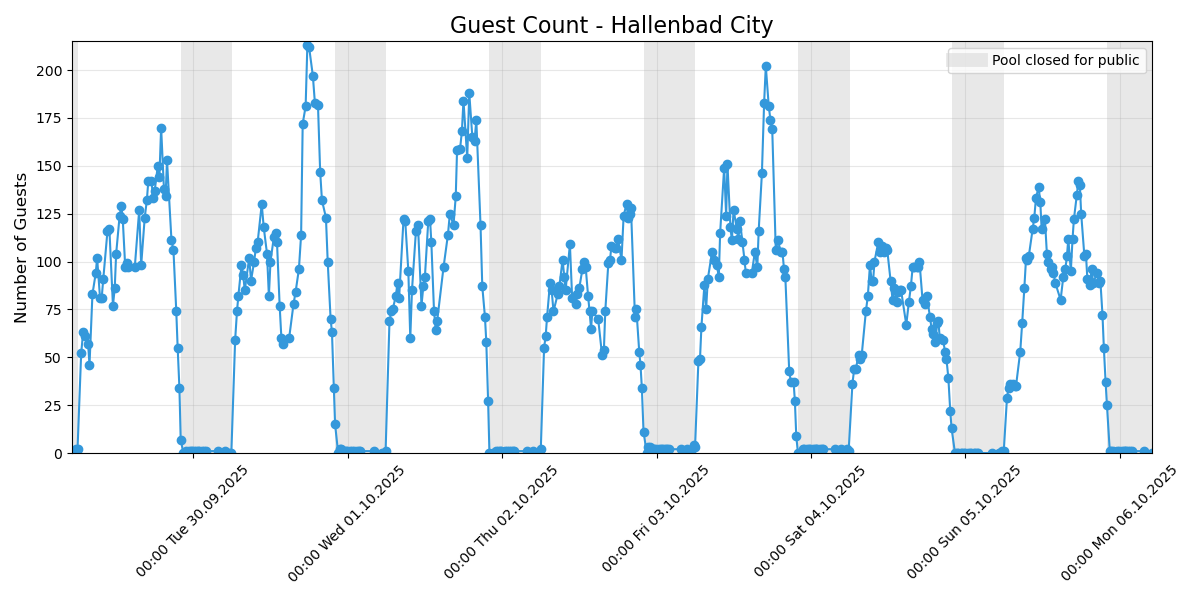 Guest Count - Hallenbad City
Pool closed for public
Number of Guests
200
175
150
125
100
75
50
25
0
00:00 Tue 30.09.2025
00:00 Wed 01.10.2025
00:00 Thu 02.10.2025
00:00 Fri 03.10.2025
00:00 Sat 04.10.2025
00:00 Sun 05.10.2025
00:00 Mon 06.10.2025